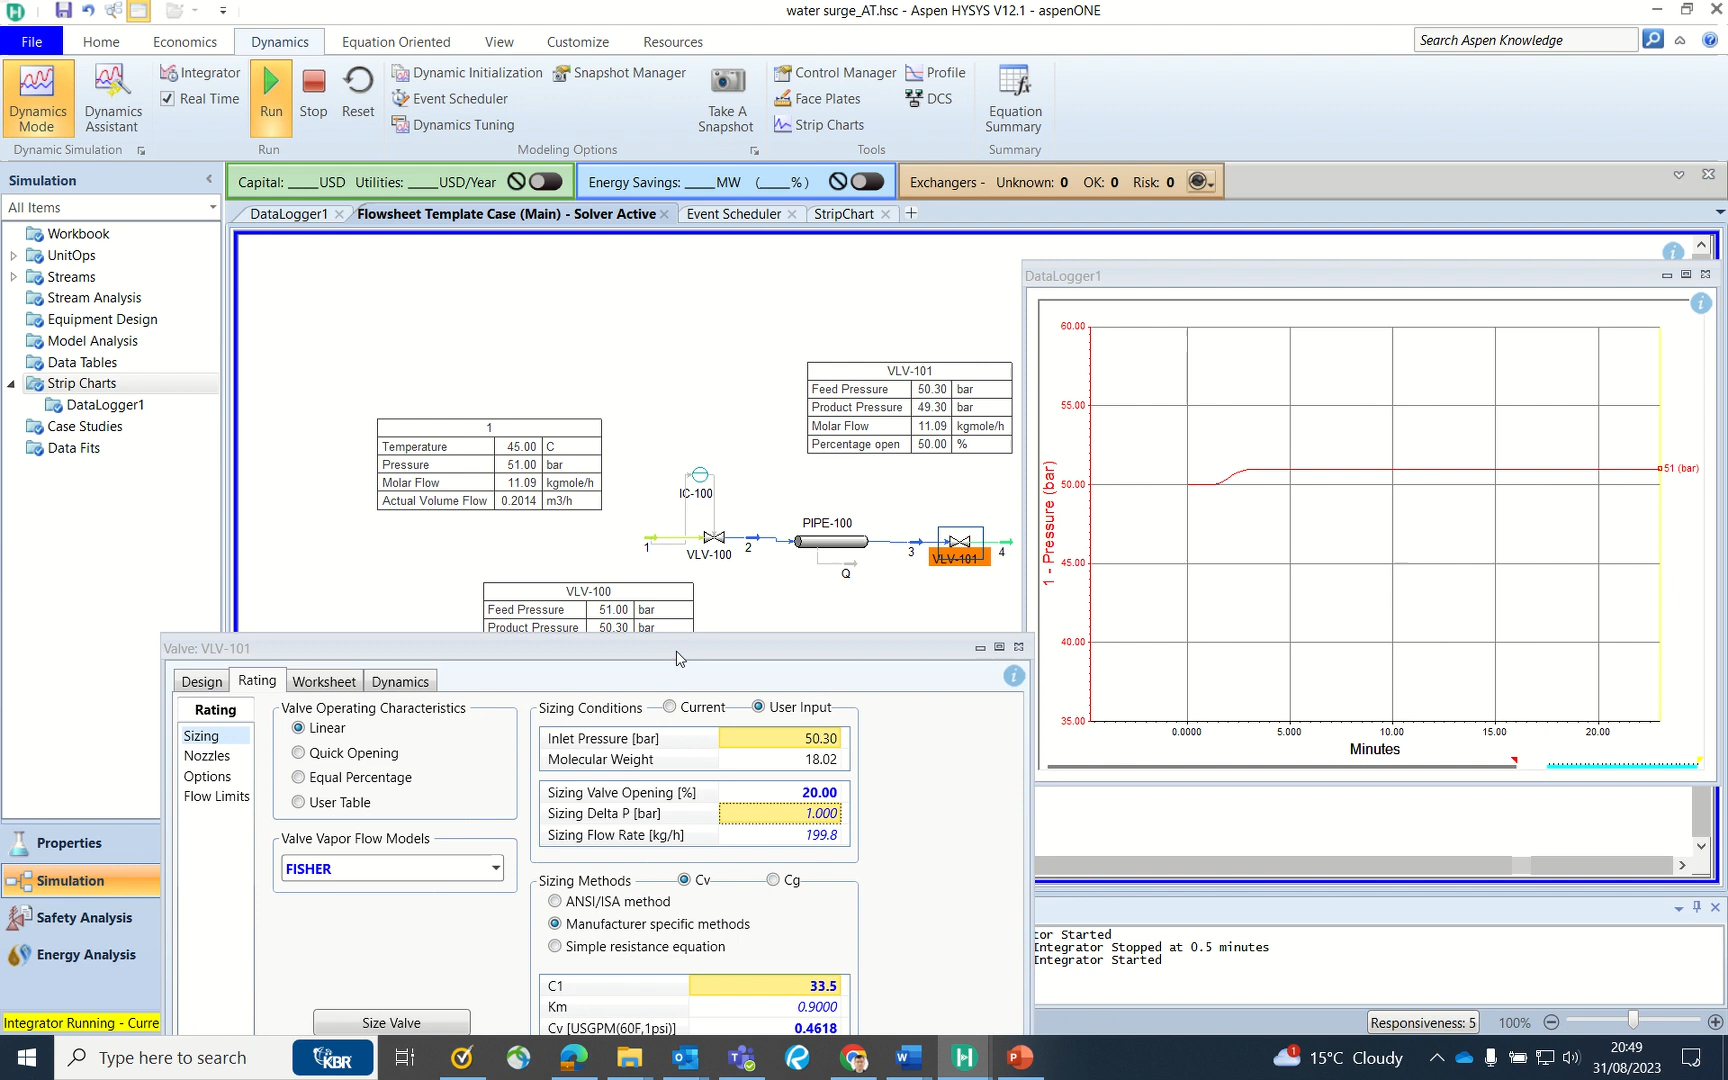 water surge_AT.hsc - Aspen HYSYS V12.1 - aspenONE
File
Home
Economics
Dynamics
Equation Oriented
View
Customize
Resources
Search Aspen Knowledge
Dynamics Mode
Dynamics Assistant
Integrator
Real Time
Run
Stop
Reset
Dynamic Initialization
Snapshot Manager
Event Scheduler
Dynamics Tuning
Take A Snapshot
Control Manager
Profile
Face Plates
DCS
Strip Charts
Equation Summary
Dynamic Simulation
Run
Modeling Options
Tools
Summary
Simulation
All Items
Workbook
UnitOps
Streams
Stream Analysis
Equipment Design
Model Analysis
Data Tables
Strip Charts
DataLogger1
Case Studies
Data Fits
Properties
Simulation
Safety Analysis
Energy Analysis
Integrator Running - Curre
Capital: ____USD Utilities: ____USD/Year
Energy Savings: ____MW (____%)
Exchangers - Unknown: 0 OK: 0 Risk: 0
DataLogger1
Flowsheet Template Case (Main) - Solver Active
Event Scheduler
StripChart
1
Temperature 45.00 C
Pressure 51.00 bar
Molar Flow 11.09 kgmole/h
Actual Volume Flow 0.2014 m3/h
VLV-101
Feed Pressure 50.30 bar
Product Pressure 49.30 bar
Molar Flow 11.09 kgmole/h
Percentage open 50.00 %
IC-100
1
VLV-100
2
PIPE-100
Q
3
VLV-101
4
VLV-100
Feed Pressure 51.00 bar
Product Pressure 50.30 bar
DataLogger1
60.00
55.00
50.00
45.00
40.00
35.00
1 - Pressure (bar)
51 (bar)
0.0000 5.000 10.00 15.00 20.00
Minutes
Valve: VLV-101
Design
Rating
Worksheet
Dynamics
Rating
Sizing
Nozzles
Options
Flow Limits
Valve Operating Characteristics
Linear
Quick Opening
Equal Percentage
User Table
Valve Vapor Flow Models
FISHER
Size Valve
Sizing Conditions
Current
User Input
Inlet Pressure [bar] 50.30
Molecular Weight 18.02
Sizing Valve Opening [%] 20.00
Sizing Delta P [bar] 1.000
Sizing Flow Rate [kg/h] 199.8
Sizing Methods
Cv
Cg
ANSI/ISA method
Manufacturer specific methods
Simple resistance equation
C1 33.5
Km 0.9000
Cv [USGPM(60F,1psi)] 0.4618
tor Started
Integrator Stopped at 0.5 minutes
Integrator Started
Responsiveness: 5
100%
Type here to search
KBR
1
15°C Cloudy
20:49
31/08/2023